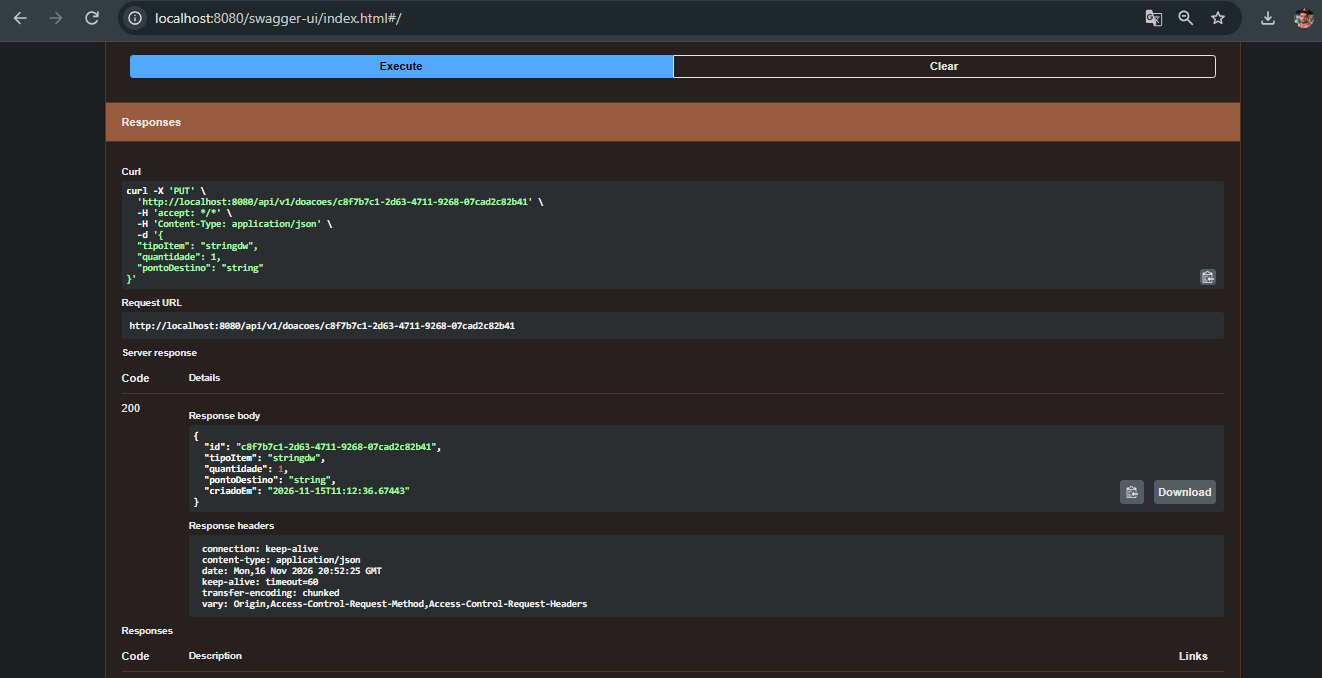 localhost:8080/swagger-ui/index.html#/
Execute
Clear
Responses
Curl
curl -X 'PUT' \
'http://localhost:8080/api/v1/doacoes/c8f7b7c1-2d63-4711-9268-07cad2c82b41' \
-H 'accept: */*' \
-H 'Content-Type: application/json' \
-d '{
"tipoItem": "stringdw",
"quantidade": 1,
"pontoDestino": "string"
}'
Request URL
http://localhost:8080/api/v1/doacoes/c8f7b7c1-2d63-4711-9268-07cad2c82b41
Server response
Code Details
200
Response body
{
"id": "c8f7b7c1-2d63-4711-9268-07cad2c82b41",
"tipoItem": "stringdw",
"quantidade": 1,
"pontoDestino": "string",
"criadoEm": "2026-11-15T11:12:36.67443"
}
Download
Response headers
connection: keep-alive
content-type: application/json
date: Mon,16 Nov 2026 20:52:25 GMT
keep-alive: timeout=60
transfer-encoding: chunked
vary: Origin,Access-Control-Request-Method,Access-Control-Request-Headers
Responses
Code Description Links